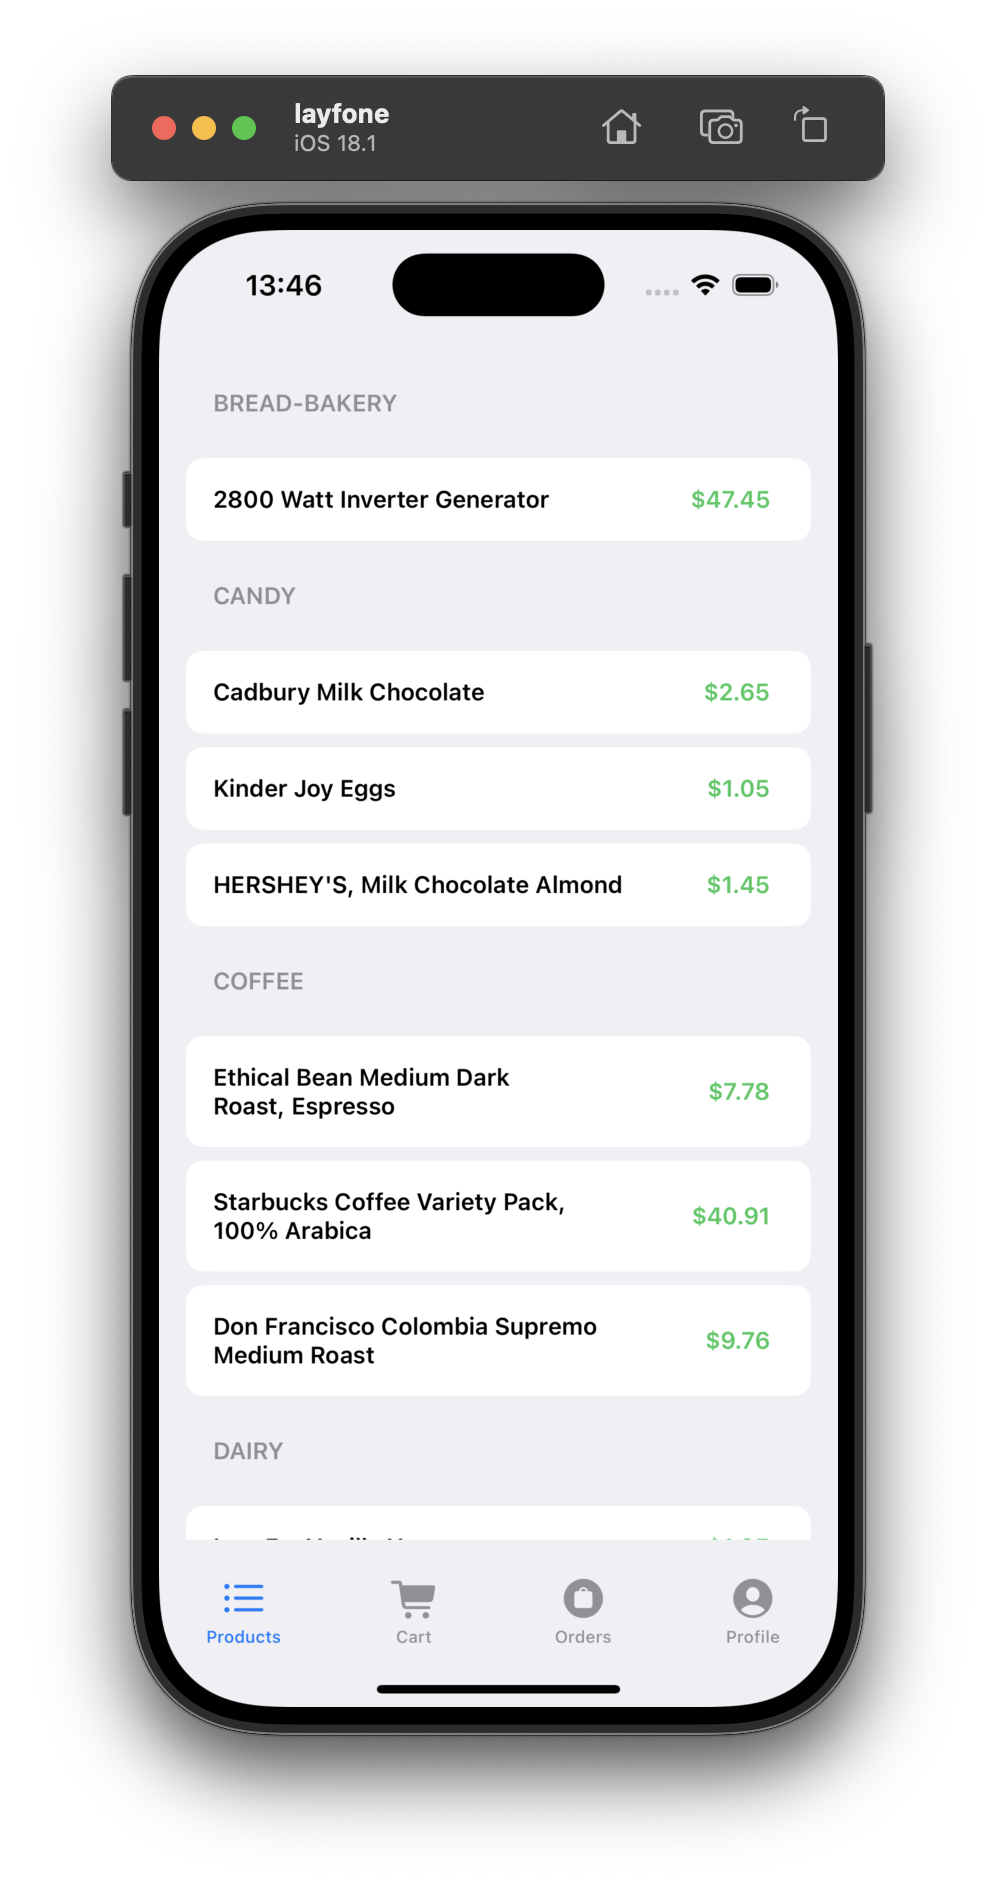 layfone
iOS 18.1
13:46
BREAD-BAKERY
2800 Watt Inverter Generator $47.45
CANDY
Cadbury Milk Chocolate $2.65
Kinder Joy Eggs $1.05
HERSHEY'S, Milk Chocolate Almond $1.45
COFFEE
Ethical Bean Medium Dark
Roast, Espresso $7.78
Starbucks Coffee Variety Pack,
100% Arabica $40.91
Don Francisco Colombia Supremo
Medium Roast $9.76
DAIRY
Products Cart Orders Profile